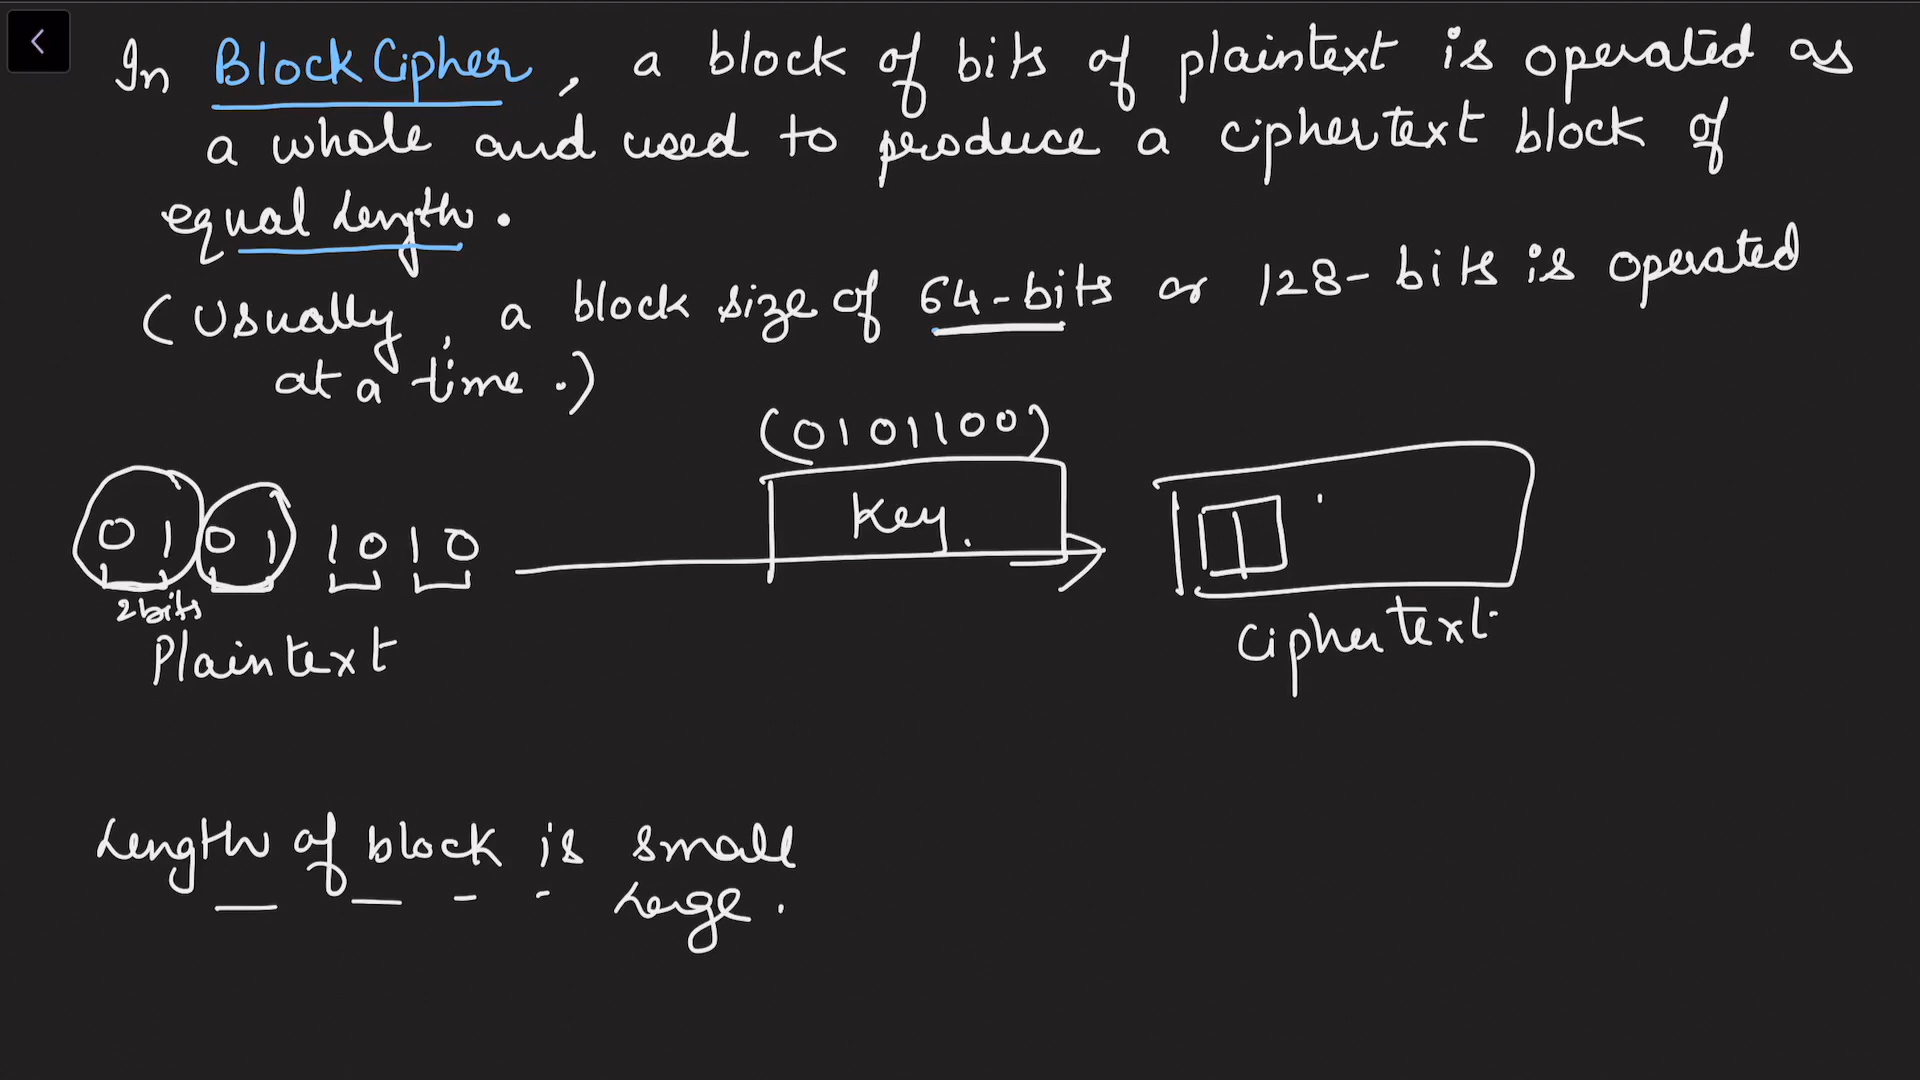 In Block Cipher, a block of bits of plaintext is operated as
a whole and used to produce a ciphertext block of
equal length.
(Usually, a block size of 64-bits or 128-bits is operated
at a time.)
(0101100)
Key.
0 1 0 1 1 0 1 0
2 bits
Plaintext
Ciphertext
Length of block is small
Large.